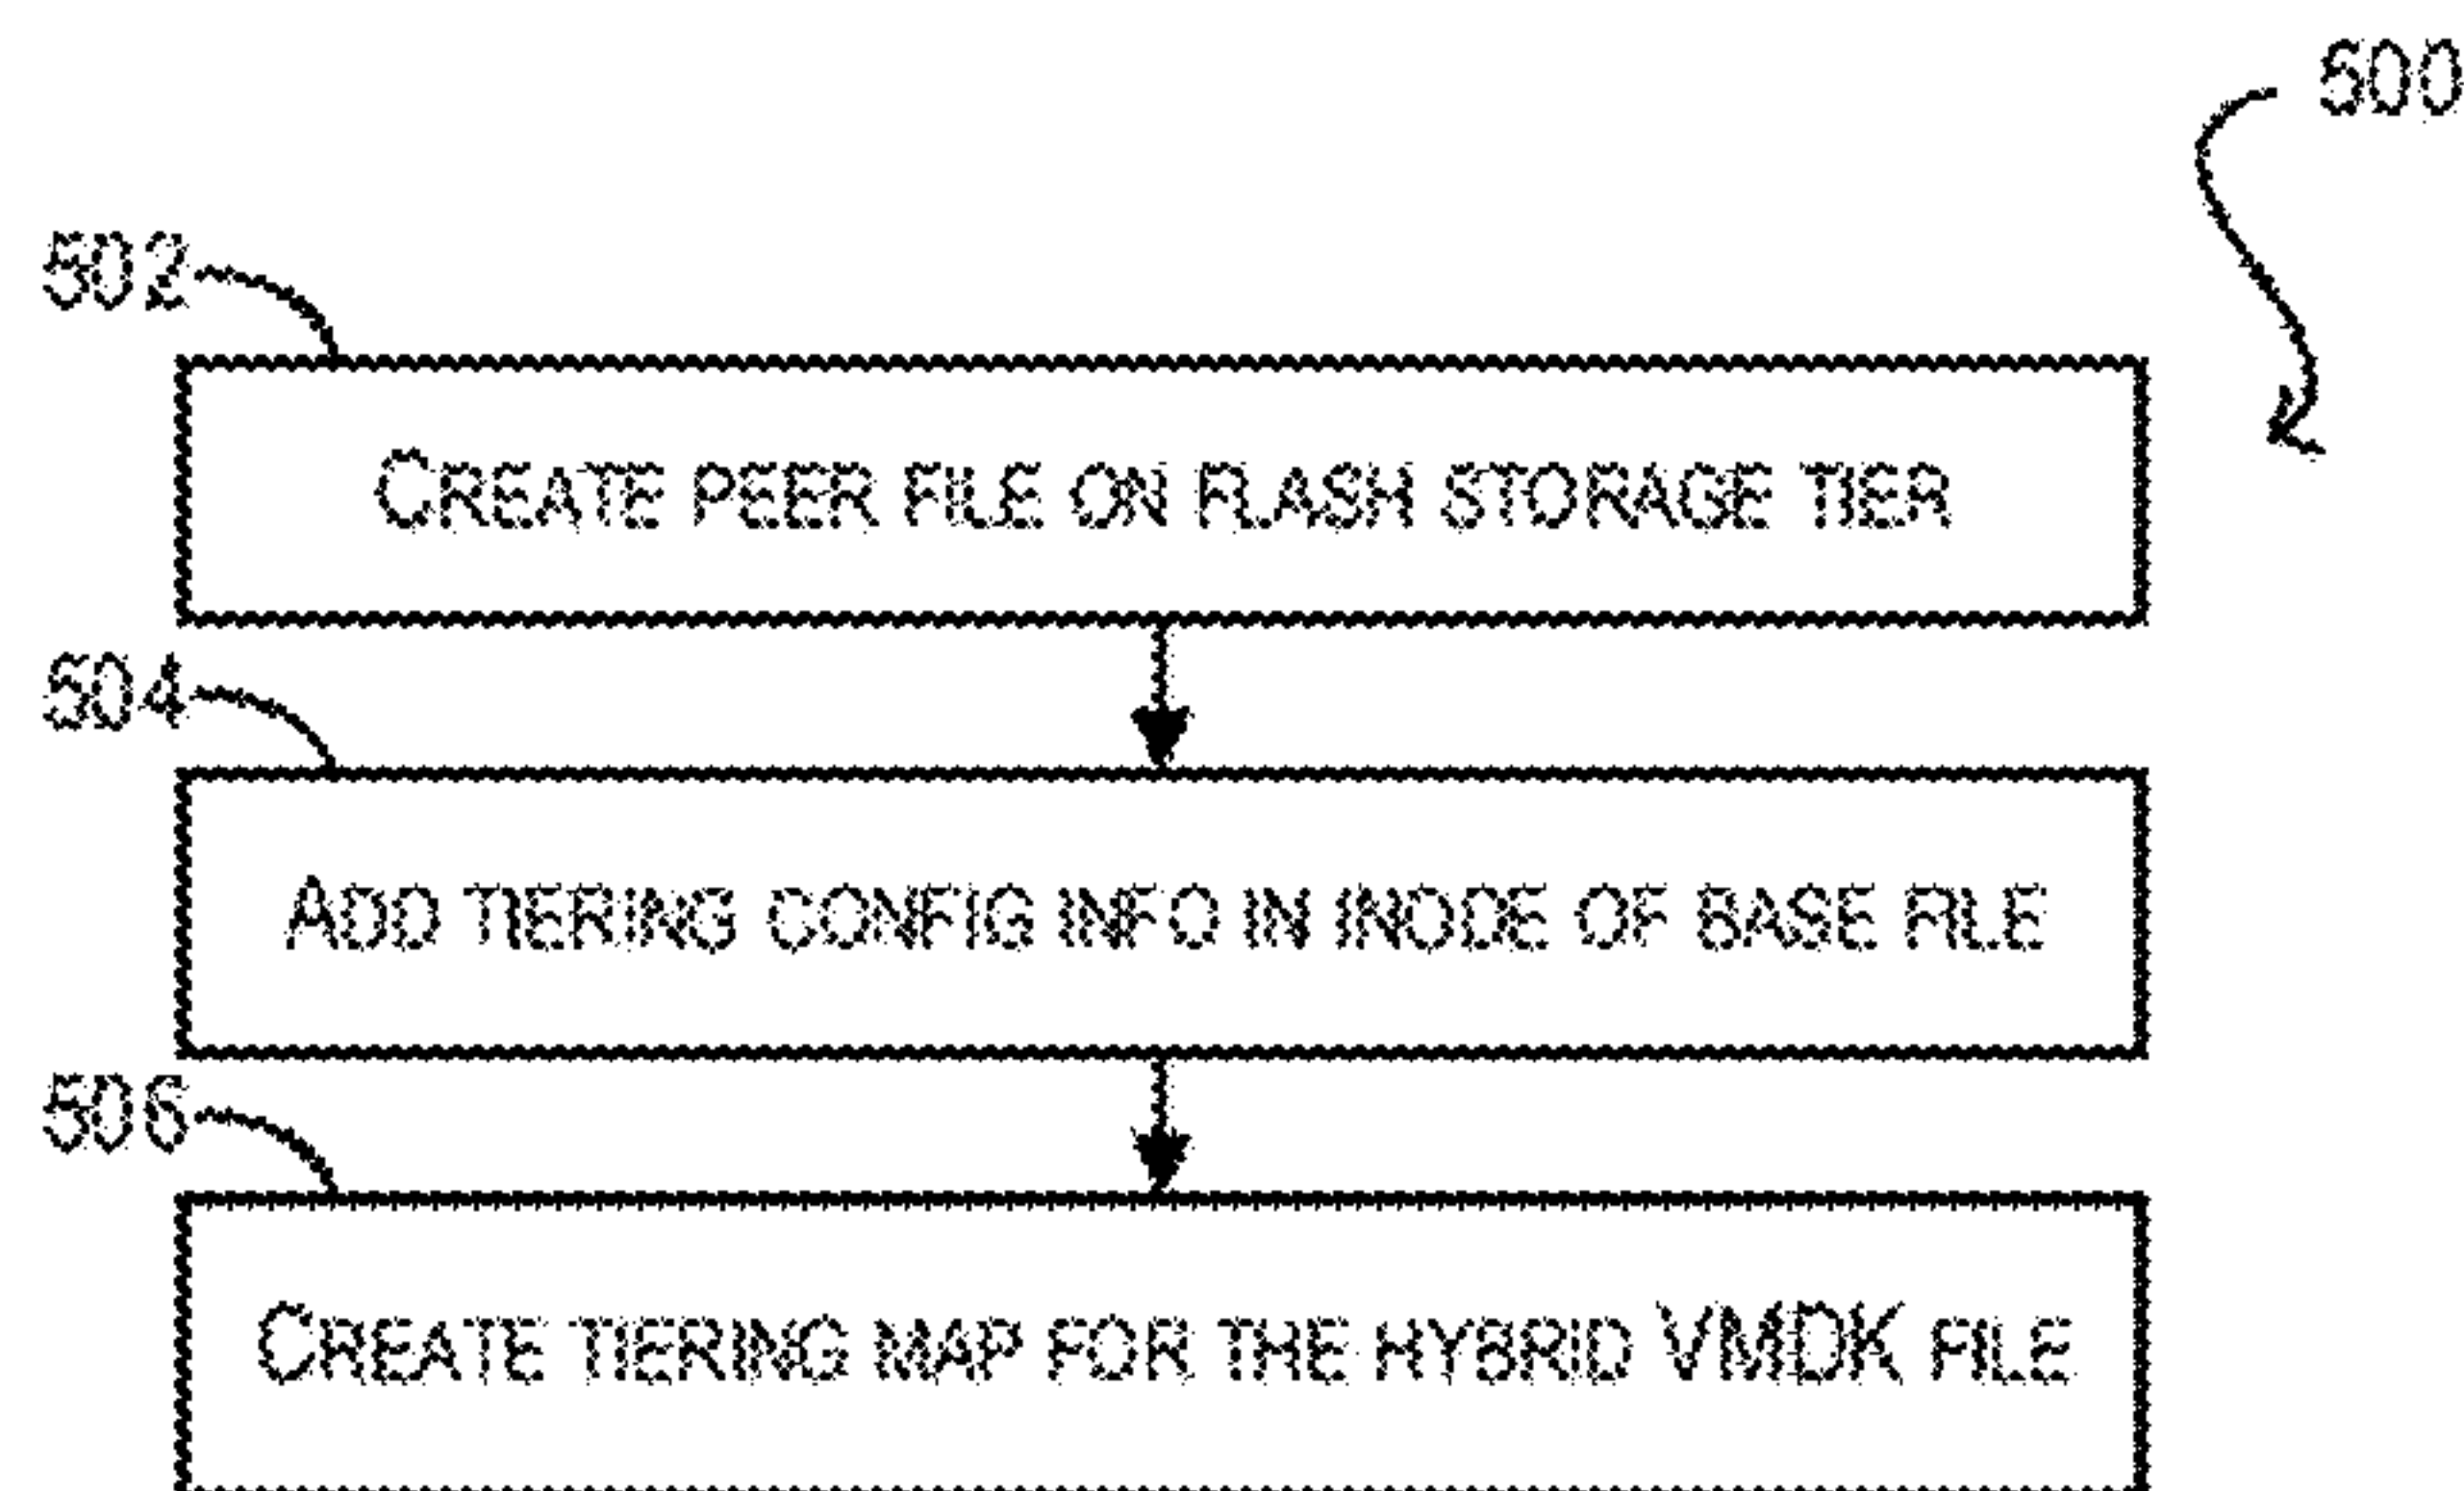 500
502
CREATE PEER FILE ON FLASH STORAGE TIER
504
ADD TIERING CONFIG INFO IN INODE OF BASE FILE
506
CREATE TIERING MAP FOR THE HYBRID VMDK FILE